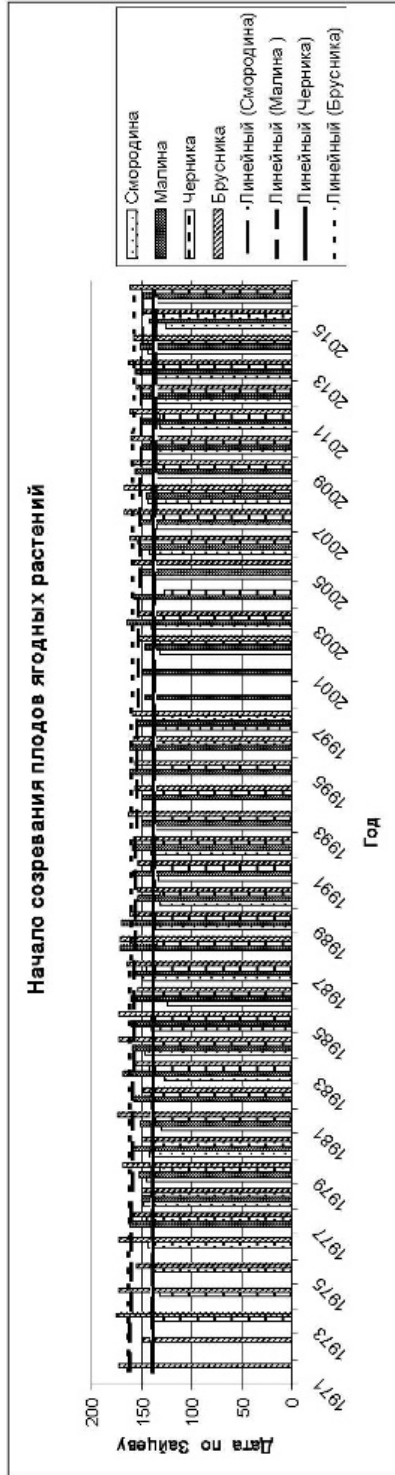 Начало созревания плодов ягодных растений
Дата по Зайцеву
200
150
100
50
0
1971
1973
1975
1977
1979
1981
1983
1985
1987
1989
1991
1993
1995
1997
2001
2003
2005
2007
2009
2011
2013
2015
Год
Смородина
Малина
Черника
Брусника
Линейный (Смородина)
Линейный (Малина )
Линейный (Черника)
Линейный (Брусника)